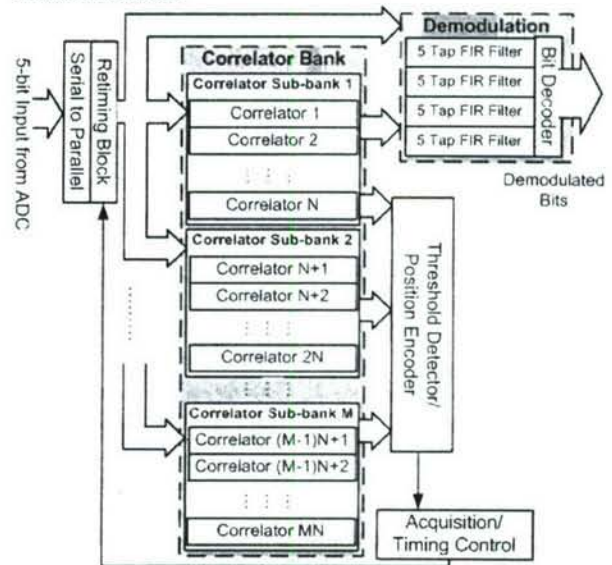 5-bit Input from ADC
Serial to Parallel
Retiming Block
Correlator Bank
Correlator Sub-bank 1
Correlator 1
Correlator 2
Correlator N
Correlator Sub-bank 2
Correlator N+1
Correlator N+2
Correlator 2N
Correlator Sub-bank M
Correlator (M-1)N+1
Correlator (M-1)N+2
Correlator MN
Demodulation
5 Tap FIR Filter
5 Tap FIR Filter
5 Tap FIR Filter
5 Tap FIR Filter
Bit Decoder
Demodulated
Bits
Threshold Detector/
Position Encoder
Acquisition/
Timing Control